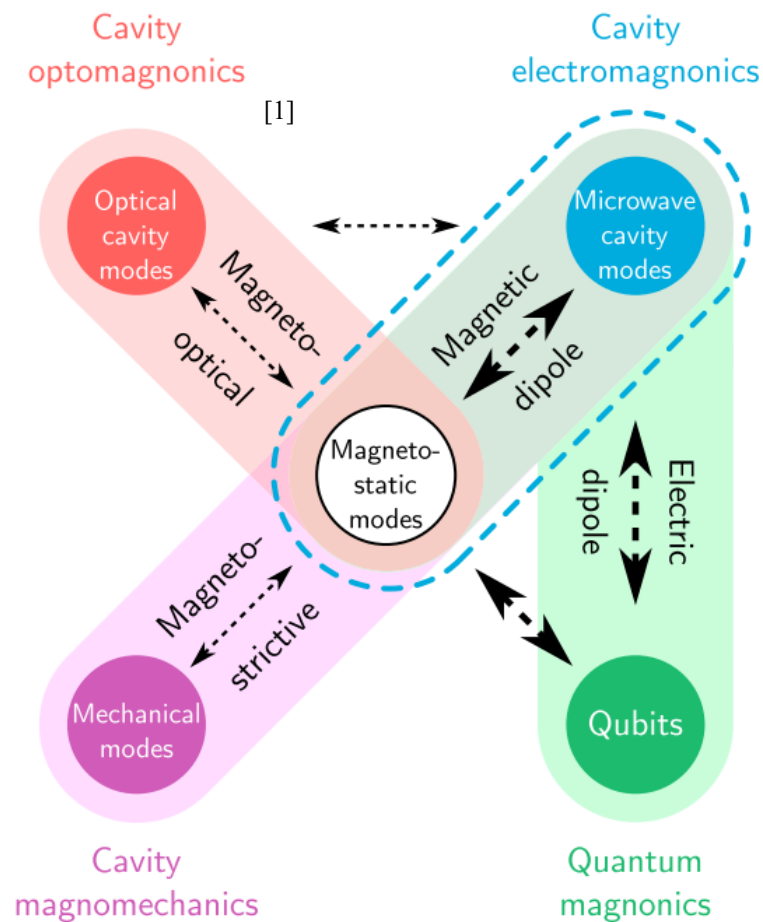 Cavity
optomagnonics
Cavity
electromagnonics
[1]
Optical
cavity
modes
Microwave
cavity
modes
Magneto-
optical
Magnetic
dipole
Magneto-
static
modes
Electric
dipole
Magneto-
strictive
Mechanical
modes
Qubits
Cavity
magnomechanics
Quantum
magnonics